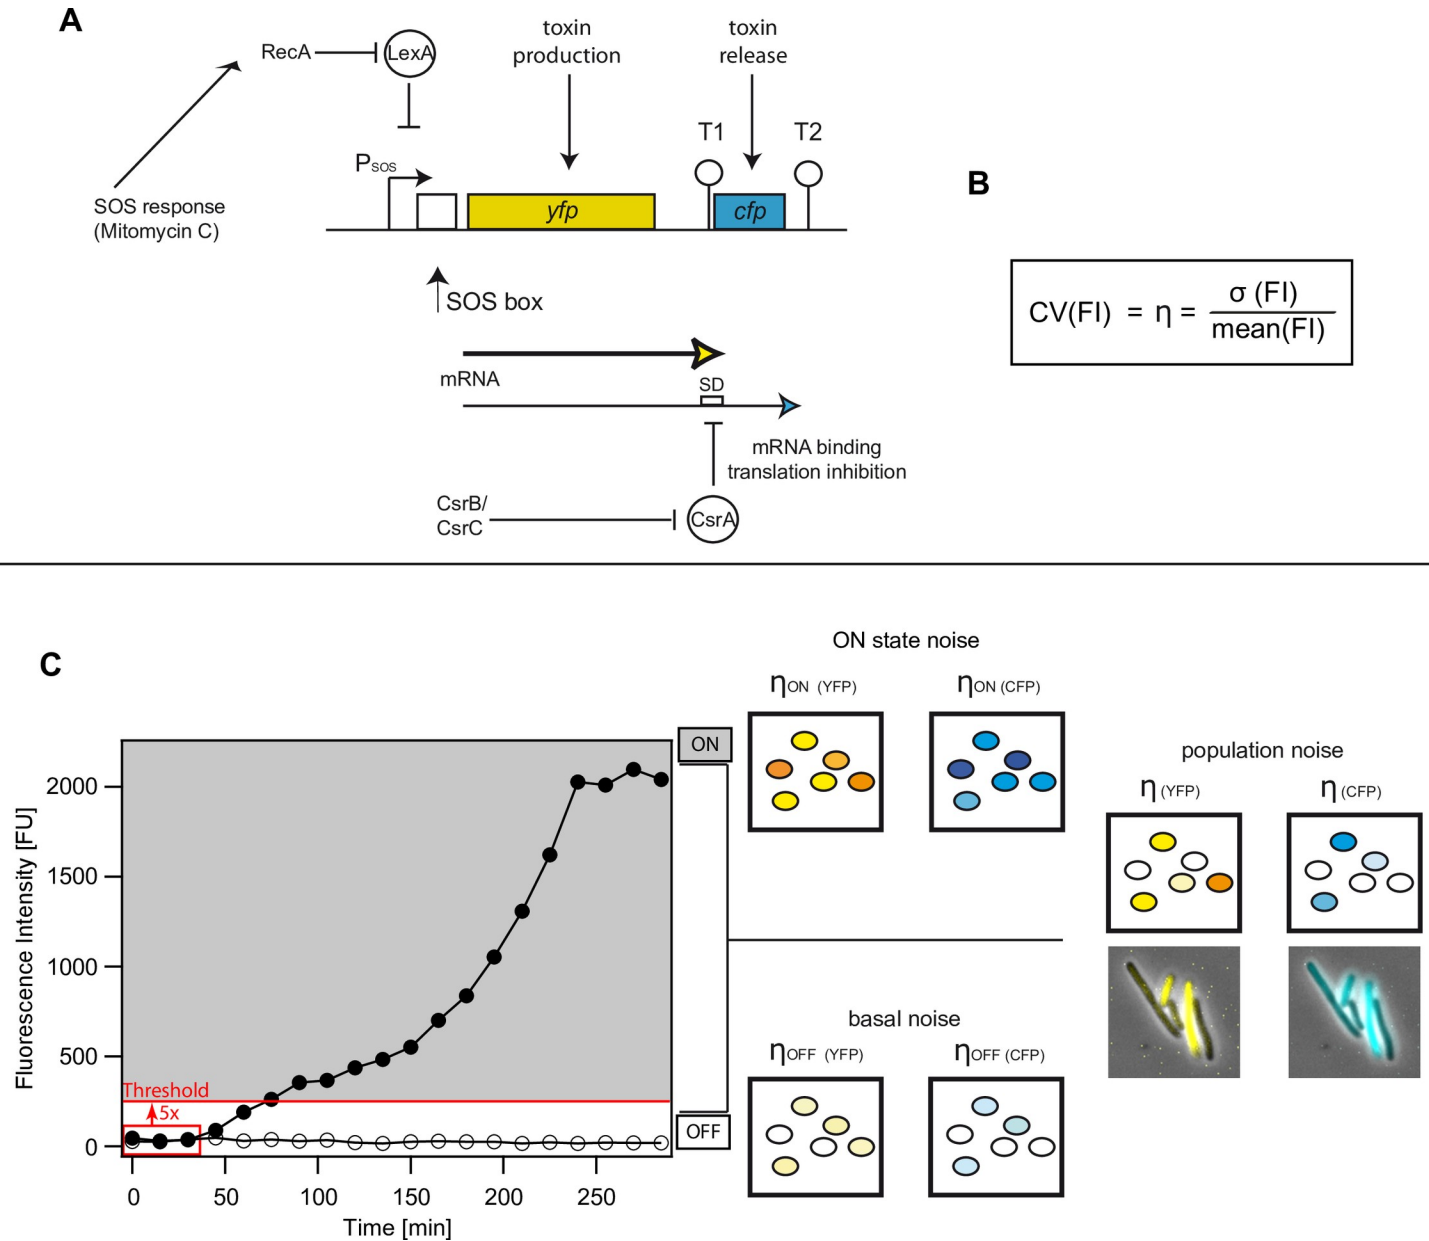 A
RecA
LexA
toxin
production
toxin
release
T1
T2
PSOS
SOS response
(Mitomycin C)
yfp
cfp
SOS box
mRNA
SD
mRNA binding
translation inhibition
CsrB/
CsrC
CsrA
B
CV(FI) = η = σ (FI)
mean(FI)
C
ON state noise
ηON (YFP)
ηON (CFP)
population noise
η (YFP)
η (CFP)
basal noise
ηOFF (YFP)
ηOFF (CFP)
ON
OFF
Fluorescence Intensity [FU]
2000
1500
1000
500
0
Threshold
5x
0 50 100 150 200 250
Time [min]